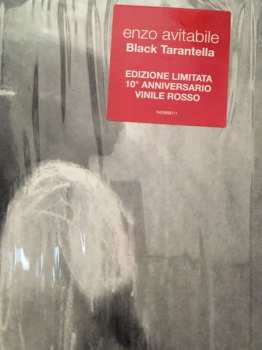 enzo avitabile
Black Tarantella
EDIZIONE LIMITATA
10° ANNIVERSARIO
VINILE ROSSO